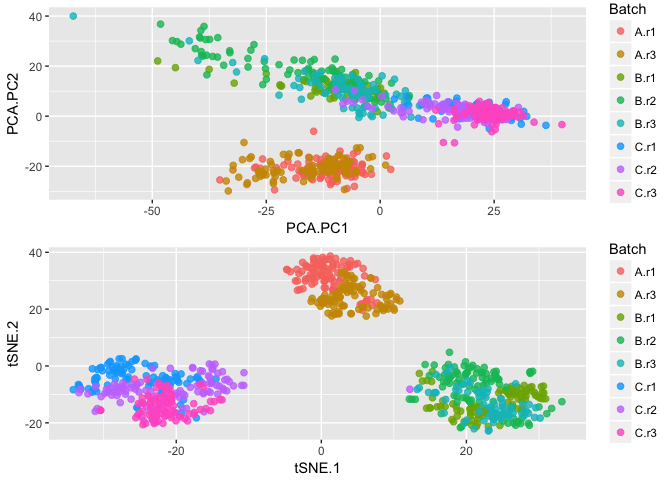 40
20
0
-20
PCA.PC2
-50
-25
0
25
PCA.PC1
Batch
A.r1
A.r3
B.r1
B.r2
B.r3
C.r1
C.r2
C.r3
40
20
0
-20
tSNE.2
-20
0
20
tSNE.1
Batch
A.r1
A.r3
B.r1
B.r2
B.r3
C.r1
C.r2
C.r3